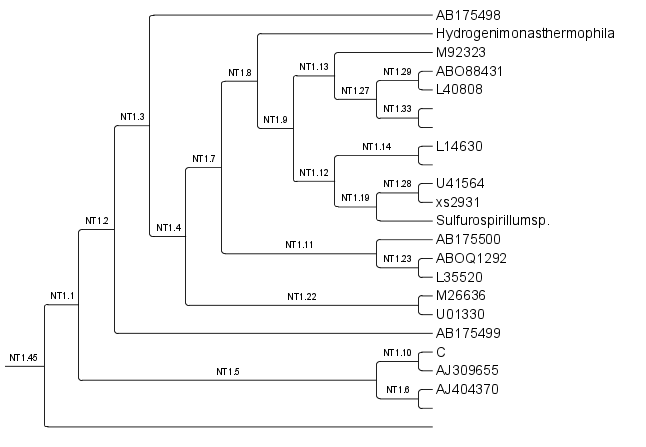 AB175498
Hydrogenimonasthermophila
M92323
NT1.13
NT1.29
ABO88431
NT1.8
L40808
NT1.27
NT1.33
NT1.3
NT1.9
L14630
NT1.14
NT1.7
NT1.12
NT1.28
U41564
xs2931
NT1.19
Sulfurospirillumsp.
NT1.2
NT1.4
AB175500
NT1.11
ABOQ1292
NT1.23
L35520
NT1.1
M26636
NT1.22
U01330
AB175499
C
NT1.10
NT1.45
AJ309655
NT1.5
AJ404370
NT1.6